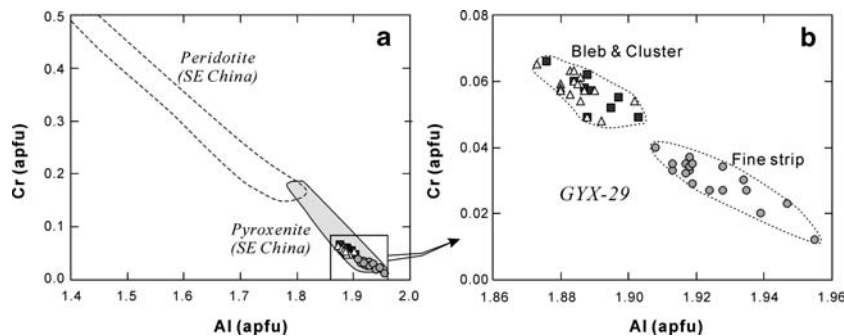 a
Peridotite
(SE China)
Pyroxenite
(SE China)
Cr (apfu)
0.5
0.4
0.3
0.2
0.1
0.0
1.4 1.5 1.6 1.7 1.8 1.9 2.0
Al (apfu)
b
Bleb & Cluster
Fine strip
GYX-29
Cr (apfu)
0.08
0.06
0.04
0.02
0.00
1.86 1.88 1.90 1.92 1.94 1.96
Al (apfu)